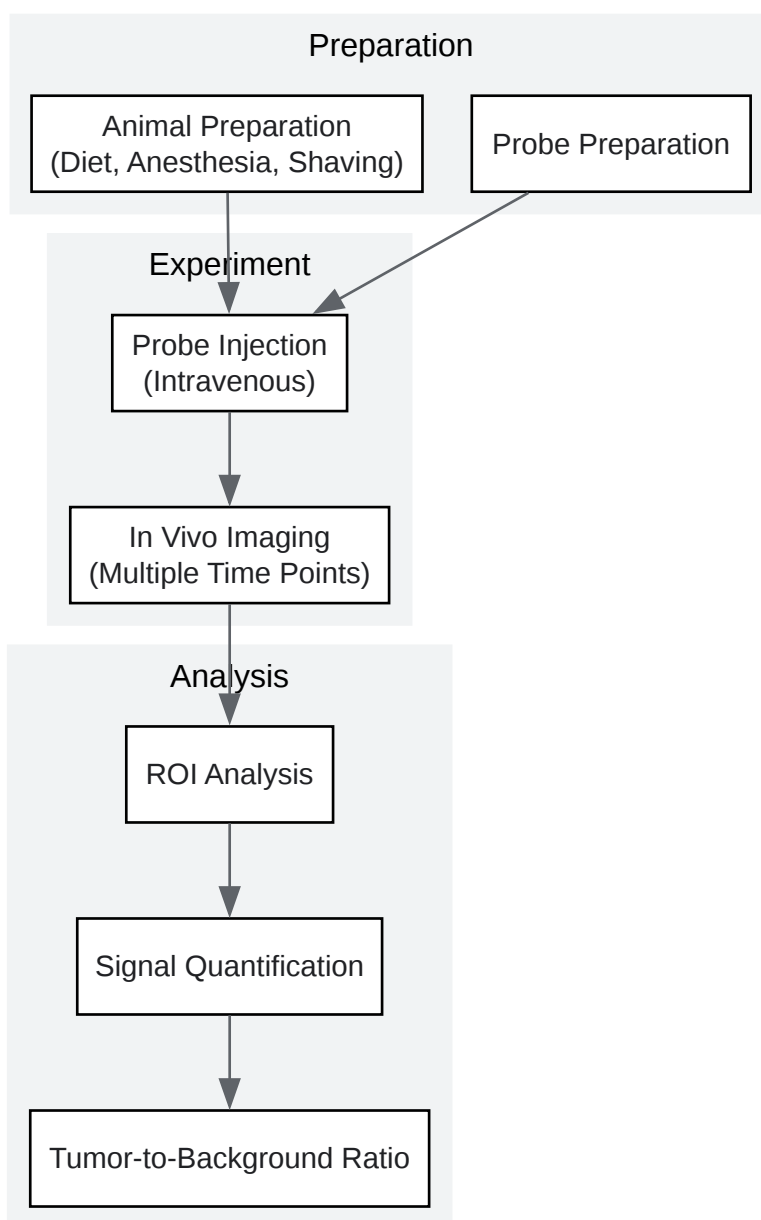 Preparation
Animal Preparation
(Diet, Anesthesia, Shaving)
Probe Preparation
Experiment
Probe Injection
(Intravenous)
In Vivo Imaging
(Multiple Time Points)
Analysis
ROI Analysis
Signal Quantification
Tumor-to-Background Ratio